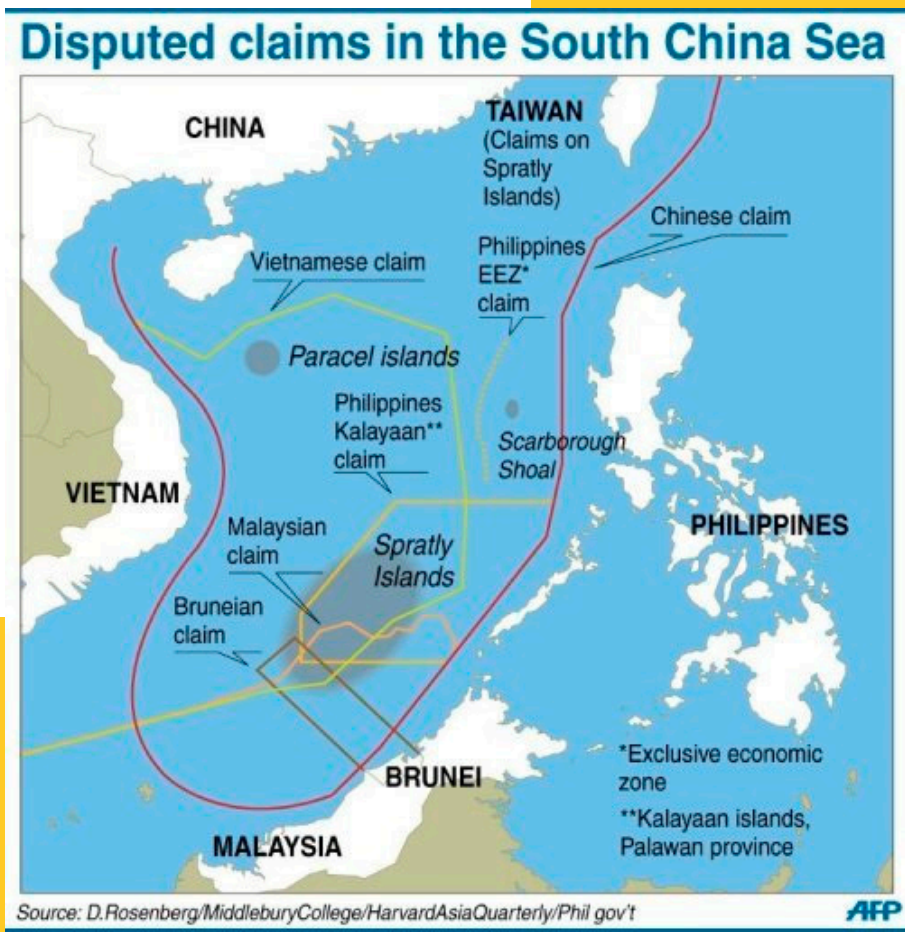 Disputed claims in the South China Sea
CHINA
TAIWAN
(Claims on
Spratly
Islands)
Chinese claim
Philippines
EEZ*
claim
Vietnamese claim
Paracel islands
Philippines
Kalayaan**
claim
Scarborough
Shoal
VIETNAM
PHILIPPINES
Malaysian
claim
Spratly
Islands
Bruneian
claim
BRUNEI
MALAYSIA
*Exclusive economic
zone
**Kalayaan islands,
Palawan province
Source: D.Rosenberg/MiddleburyCollege/HarvardAsiaQuarterly/Phil gov't
AFP